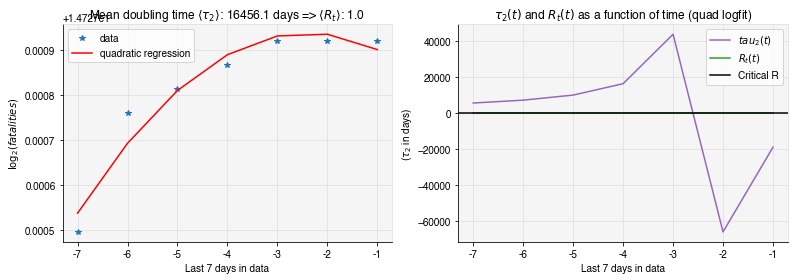 Mean doubling time ⟨τ₂⟩: 16456.1 days => ⟨Rₜ⟩: 1.0
data
quadratic regression
0.0009
0.0008
0.0007
0.0006
0.0005
log₂(fatalities)
-7 -6 -5 -4 -3 -2 -1
Last 7 days in data
τ₂(t) and Rₜ(t) as a function of time (quad logfit)
tau₂(t)
Rₜ(t)
Critical R
40000
20000
0
−20000
−40000
−60000
(τ₂ in days)
-7 -6 -5 -4 -3 -2 -1
Last 7 days in data